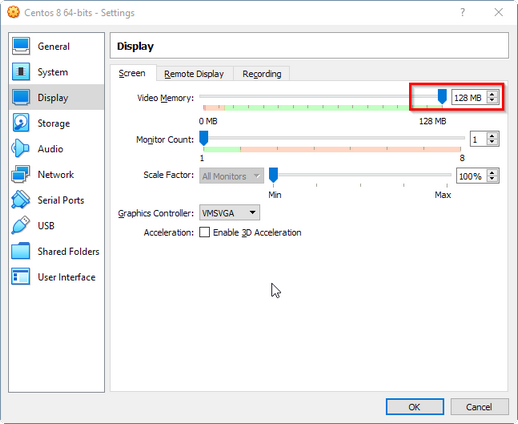 Centos 8 64-bits - Settings
General
System
Display
Storage
Audio
Network
Serial Ports
USB
Shared Folders
User Interface
Display
Screen Remote Display Recording
Video Memory: 128 MB
0 MB 128 MB
Monitor Count: 1
1 8
Scale Factor: All Monitors 100%
Min Max
Graphics Controller: VMSVGA
Acceleration: Enable 3D Acceleration
OK Cancel